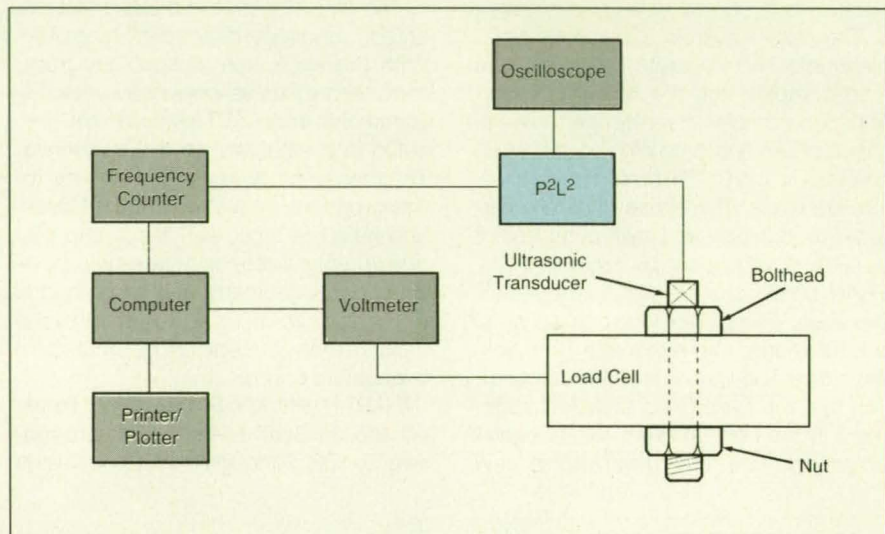 Oscilloscope
Frequency
Counter
P2L2
Ultrasonic
Transducer
Bolthead
Computer
Voltmeter
Load Cell
Printer/
Plotter
Nut